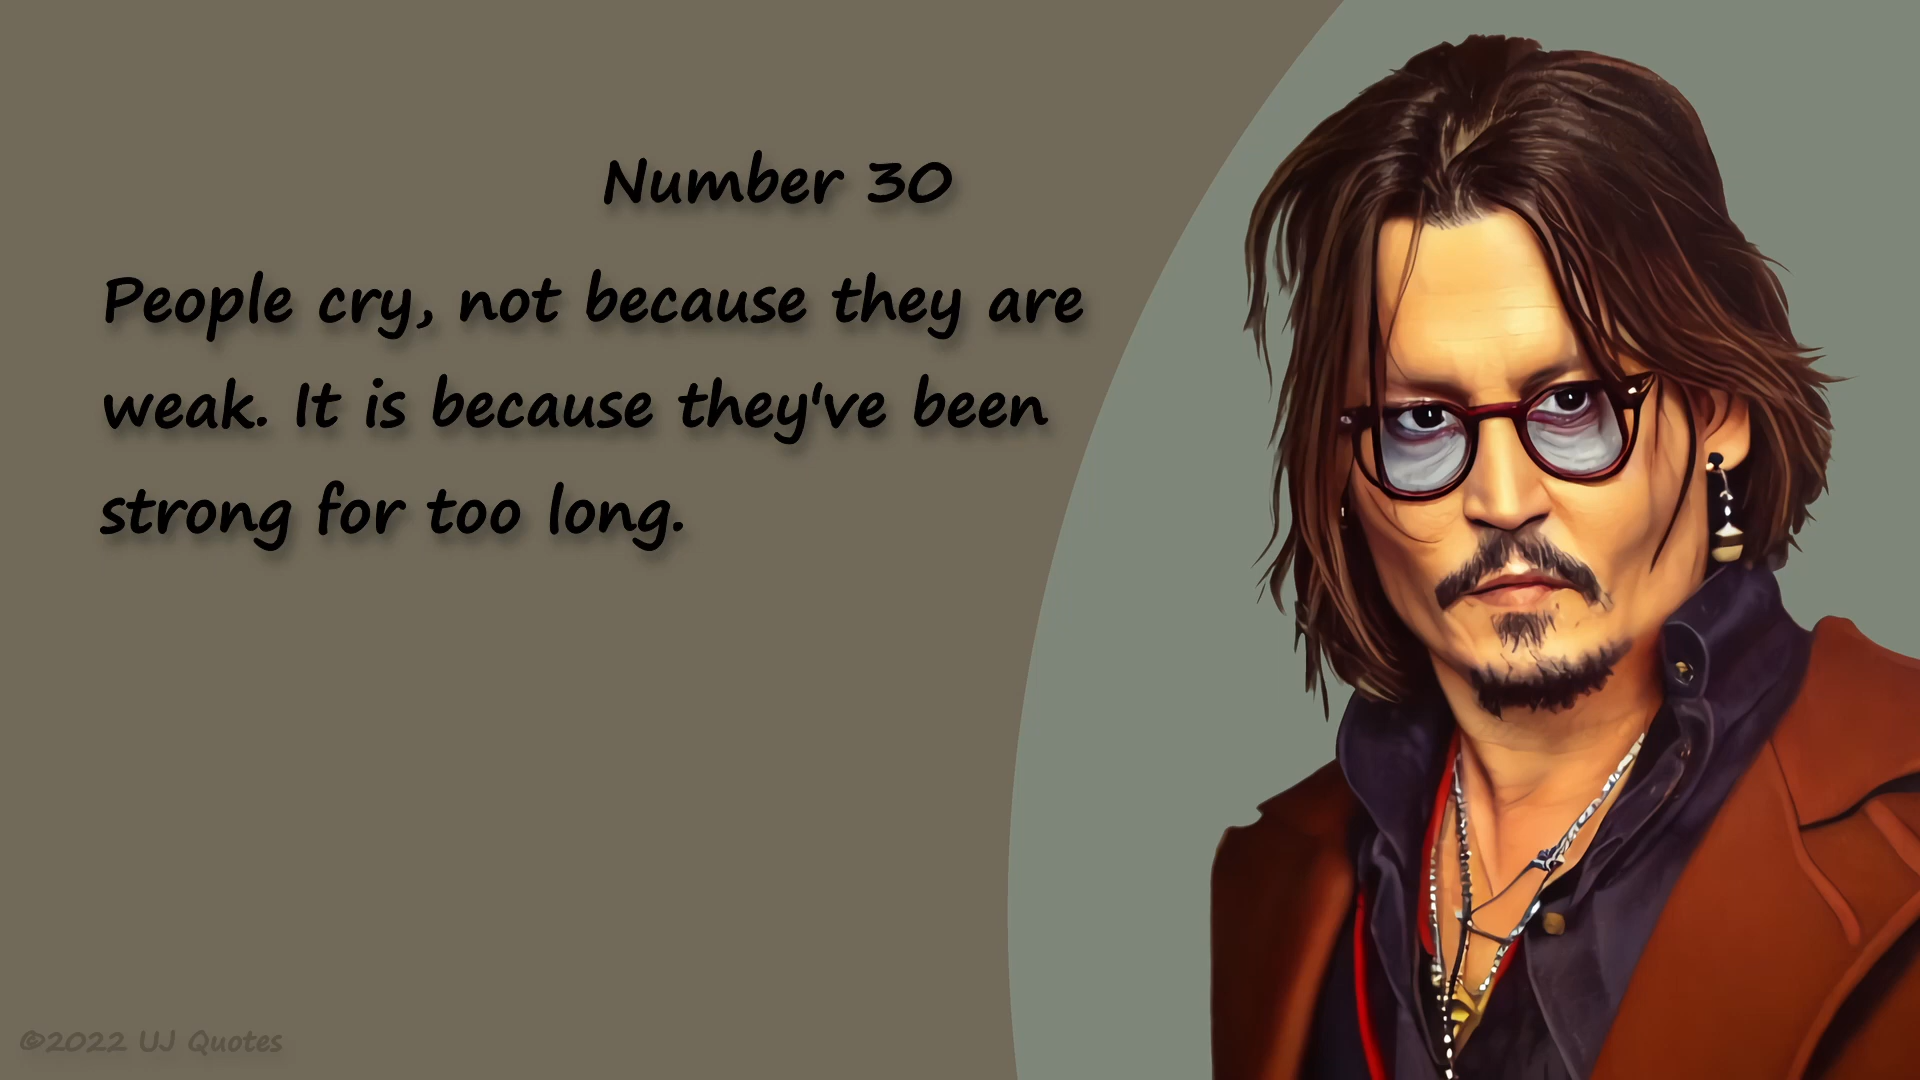 Number 30
People cry, not because they are
weak. It is because they've been
strong for too long.
©2022 UJ Quotes